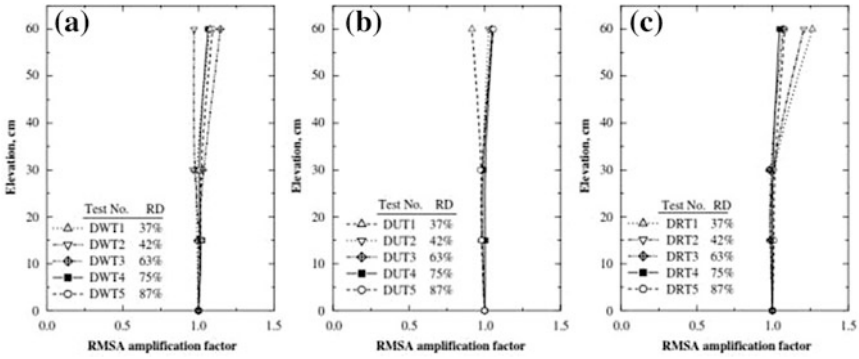 (a)
60
50
40
30
20
10
0
Elevation, cm
Test No. RD
DWT1 37%
DWT2 42%
DWT3 63%
DWT4 75%
DWT5 87%
0.0 0.5 1.0 1.5
RMSA amplification factor
(b)
60
50
40
30
20
10
0
Elevation, cm
Test No. RD
DUT1 37%
DUT2 42%
DUT3 63%
DUT4 75%
DUT5 87%
0.0 0.5 1.0 1.5
RMSA amplification factor
(c)
60
50
40
30
20
10
0
Elevation, cm
Test No. RD
DRT1 37%
DRT2 42%
DRT3 63%
DRT4 75%
DRT5 87%
0.0 0.5 1.0 1.5
RMSA amplification factor